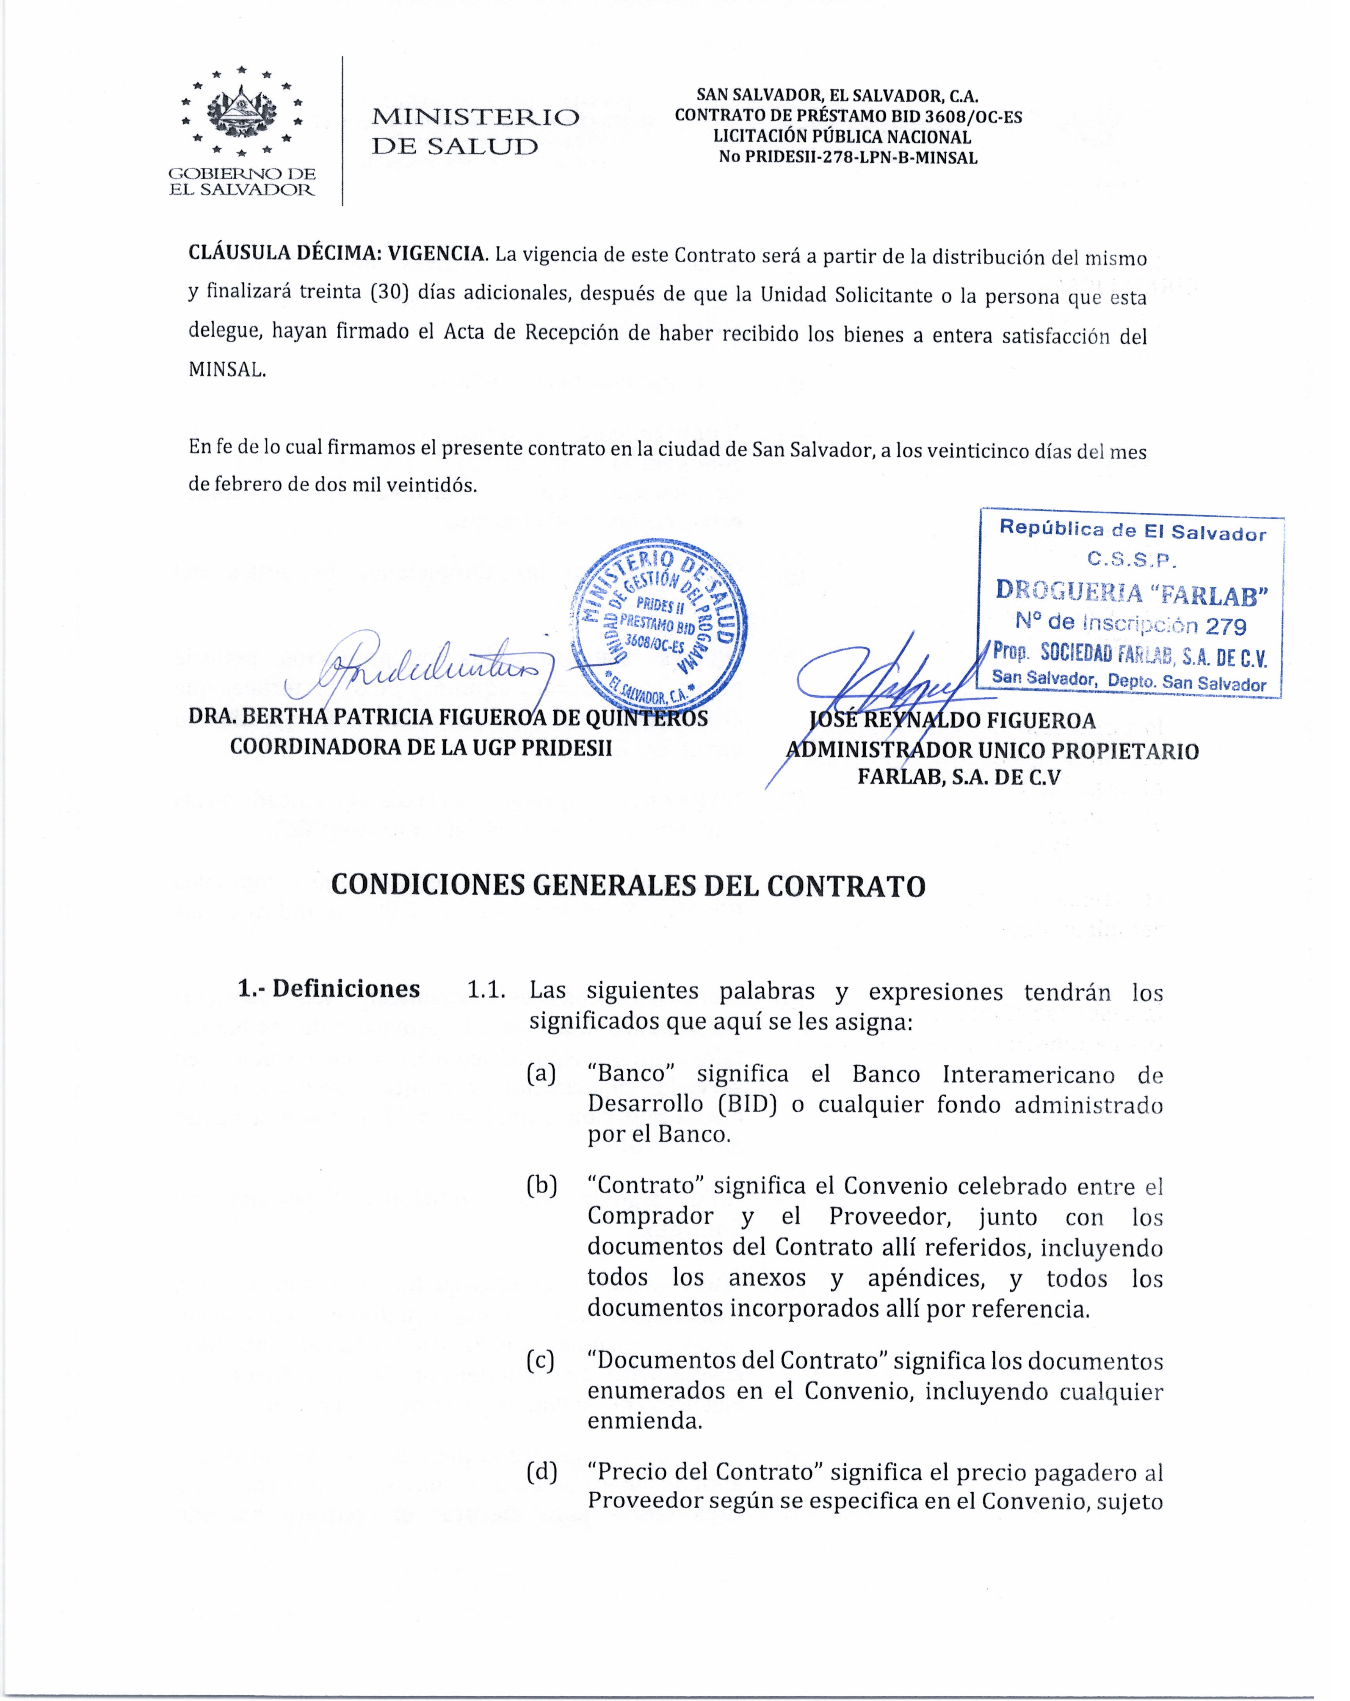 GOBIERNO DE
EL SALVADOR
MINISTERIO
DE SALUD
SAN SALVADOR, EL SALVADOR, C.A.
CONTRATO DE PRÉSTAMO BID 3608/OC-ES
LICITACIÓN PÚBLICA NACIONAL
No PRIDESII-278-LPN-B-MINSAL
CLÁUSULA DÉCIMA: VIGENCIA. La vigencia de este Contrato será a partir de la distribución del mismo
y finalizará treinta (30) días adicionales, después de que la Unidad Solicitante o la persona que esta
delegue, hayan firmado el Acta de Recepción de haber recibido los bienes a entera satisfacción del
MINSAL.
En fe de lo cual firmamos el presente contrato en la ciudad de San Salvador, a los veinticinco días del mes
de febrero de dos mil veintidós.
MINISTERIO DE SALUD
UNIDAD DE GESTIÓN DEL PROGRAMA
PRIDES II
PRESTAMO BID
3608/OC-ES
* EL SALVADOR, C.A. *
República de El Salvador
C.S.S.P.
DROGUERIA "FARLAB"
Nº de Inscripción 279
Prop. SOCIEDAD FARLAB, S.A. DE C.V.
San Salvador, Depto. San Salvador
DRA. BERTHA PATRICIA FIGUEROA DE QUINTEROS
COORDINADORA DE LA UGP PRIDESII
JOSÉ REYNALDO FIGUEROA
ADMINISTRADOR UNICO PROPIETARIO
FARLAB, S.A. DE C.V
CONDICIONES GENERALES DEL CONTRATO
1.- Definiciones
1.1. Las siguientes palabras y expresiones tendrán los
significados que aquí se les asigna:
(a) “Banco” significa el Banco Interamericano de
Desarrollo (BID) o cualquier fondo administrado
por el Banco.
(b) “Contrato” significa el Convenio celebrado entre el
Comprador y el Proveedor, junto con los
documentos del Contrato allí referidos, incluyendo
todos los anexos y apéndices, y todos los
documentos incorporados allí por referencia.
(c) “Documentos del Contrato” significa los documentos
enumerados en el Convenio, incluyendo cualquier
enmienda.
(d) “Precio del Contrato” significa el precio pagadero al
Proveedor según se especifica en el Convenio, sujeto